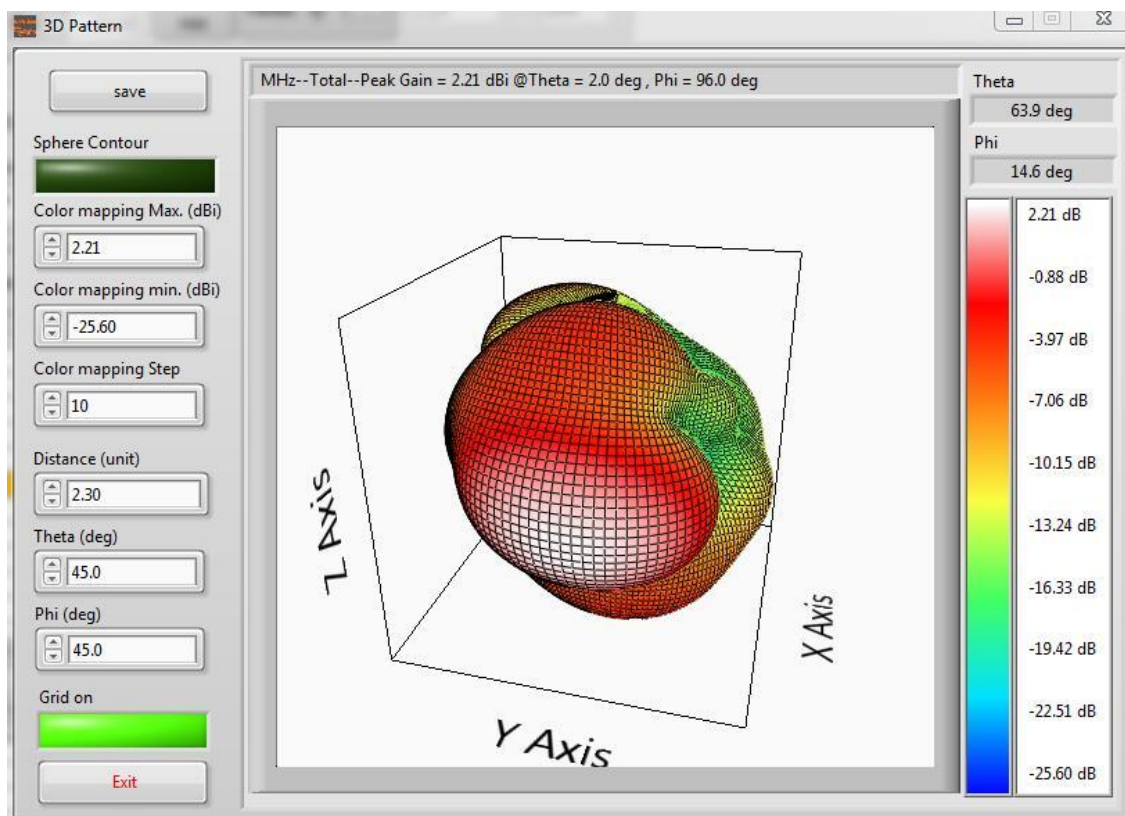 3D Pattern
save
MHz--Total--Peak Gain = 2.21 dBi @Theta = 2.0 deg , Phi = 96.0 deg
Sphere Contour
Color mapping Max. (dBi)
2.21
Color mapping min. (dBi)
-25.60
Color mapping Step
10
Distance (unit)
2.30
Theta (deg)
45.0
Phi (deg)
45.0
Grid on
Exit
Z Axis
Y Axis
X Axis
Theta
63.9 deg
Phi
14.6 deg
2.21 dB
-0.88 dB
-3.97 dB
-7.06 dB
-10.15 dB
-13.24 dB
-16.33 dB
-19.42 dB
-22.51 dB
-25.60 dB